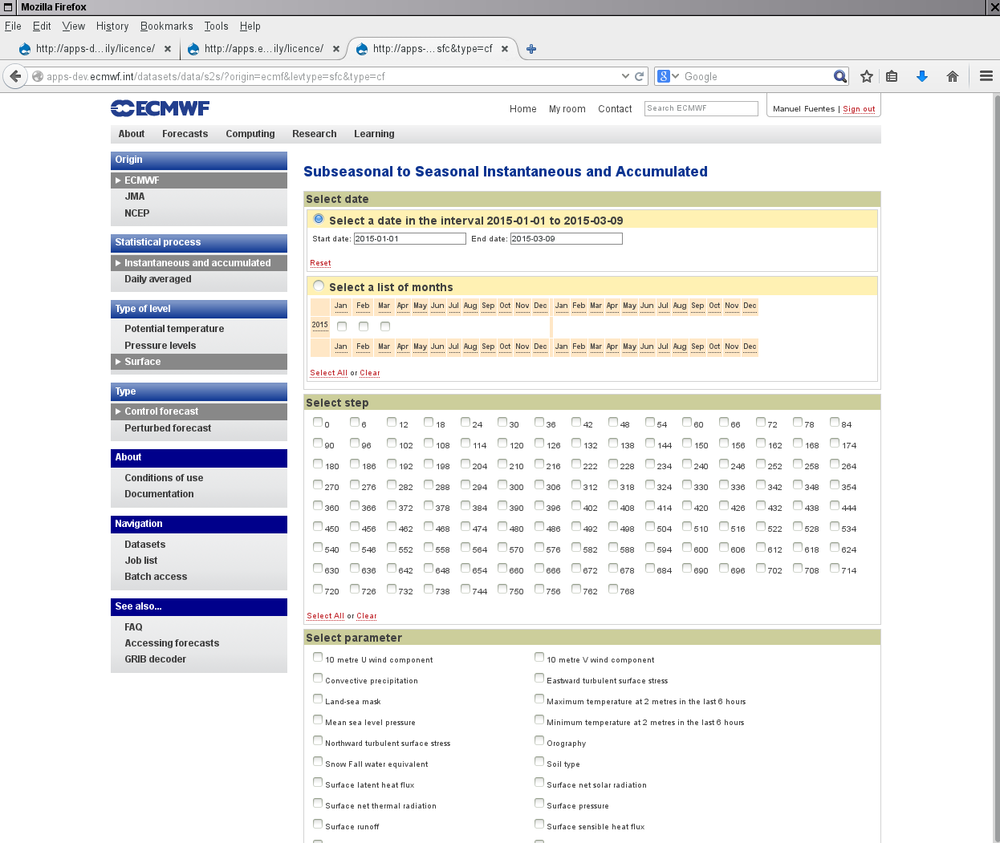 Mozilla Firefox
File Edit View History Bookmarks Tools Help
http://apps-d...ily/licence/ http://apps.e...ily/licence/ http://apps-...sfc&type=cf
apps-dev.ecmwf.int/datasets/data/s2s/?origin=ecmf&levtype=sfc&type=cf Google
ECMWF
Home My room Contact Search ECMWF Manuel Fuentes | Sign out
About Forecasts Computing Research Learning
Origin
ECMWF
JMA
NCEP
Statistical process
Instantaneous and accumulated
Daily averaged
Type of level
Potential temperature
Pressure levels
Surface
Type
Control forecast
Perturbed forecast
About
Conditions of use
Documentation
Navigation
Datasets
Job list
Batch access
See also...
FAQ
Accessing forecasts
GRIB decoder
Subseasonal to Seasonal Instantaneous and Accumulated
Select date
Select a date in the interval 2015-01-01 to 2015-03-09
Start date: 2015-01-01 End date: 2015-03-09
Reset
Select a list of months
Jan Feb Mar Apr May Jun Jul Aug Sep Oct Nov Dec Jan Feb Mar Apr May Jun Jul Aug Sep Oct Nov Dec
2015
Jan Feb Mar Apr May Jun Jul Aug Sep Oct Nov Dec Jan Feb Mar Apr May Jun Jul Aug Sep Oct Nov Dec
Select All or Clear
Select step
0 6 12 18 24 30 36 42 48 54 60 66 72 78 84
90 96 102 108 114 120 126 132 138 144 150 156 162 168 174
180 186 192 198 204 210 216 222 228 234 240 246 252 258 264
270 276 282 288 294 300 306 312 318 324 330 336 342 348 354
360 366 372 378 384 390 396 402 408 414 420 426 432 438 444
450 456 462 468 474 480 486 492 498 504 510 516 522 528 534
540 546 552 558 564 570 576 582 588 594 600 606 612 618 624
630 636 642 648 654 660 666 672 678 684 690 696 702 708 714
720 726 732 738 744 750 756 762 768
Select All or Clear
Select parameter
10 metre U wind component 10 metre V wind component
Convective precipitation Eastward turbulent surface stress
Land-sea mask Maximum temperature at 2 metres in the last 6 hours
Mean sea level pressure Minimum temperature at 2 metres in the last 6 hours
Northward turbulent surface stress Orography
Snow Fall water equivalent Soil type
Surface latent heat flux Surface net solar radiation
Surface net thermal radiation Surface pressure
Surface runoff Surface sensible heat flux